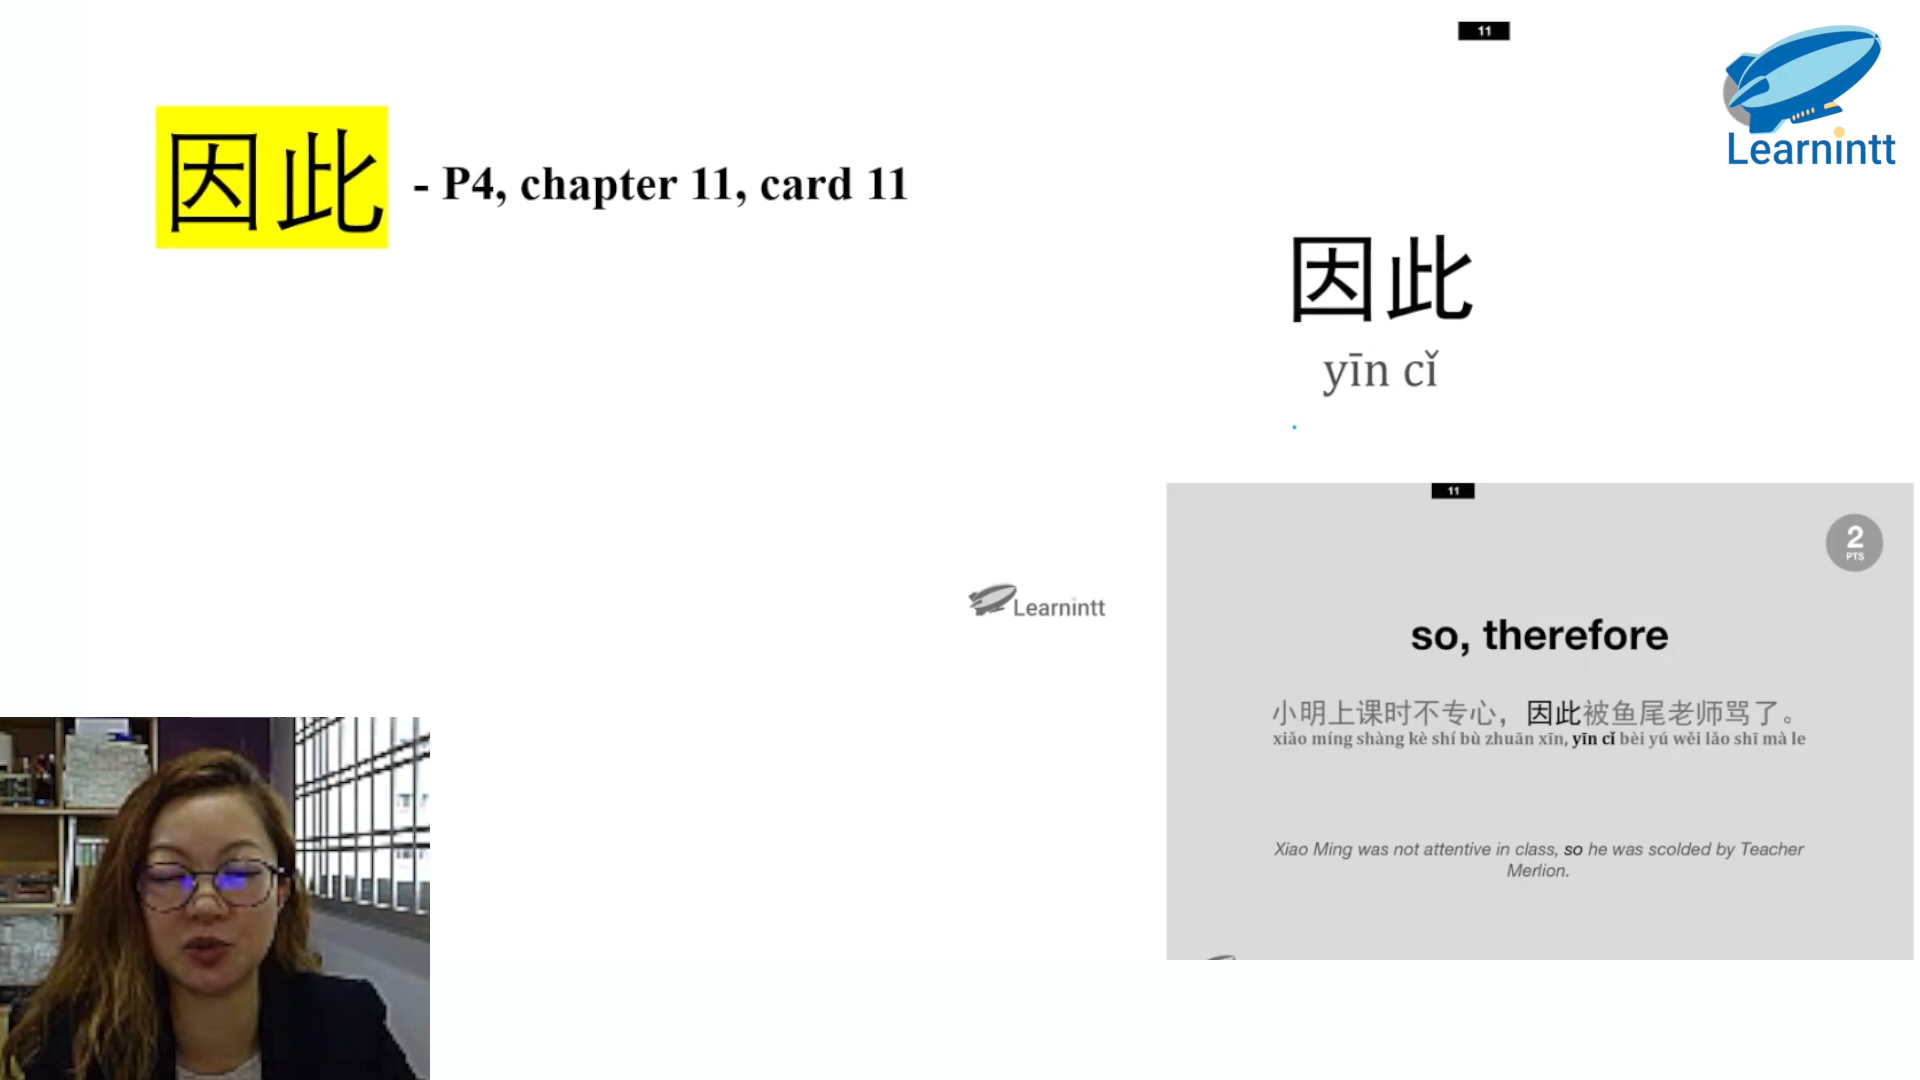 因此 - P4, chapter 11, card 11
11
Learnintt
因此
yīn cǐ
Learnintt
11
2
PTS
so, therefore
小明上课时不专心，因此被鱼尾老师骂了。
xiǎo míng shàng kè shí bù zhuān xīn, yīn cǐ bèi yú wěi lǎo shī mà le
Xiao Ming was not attentive in class, so he was scolded by Teacher
Merlion.